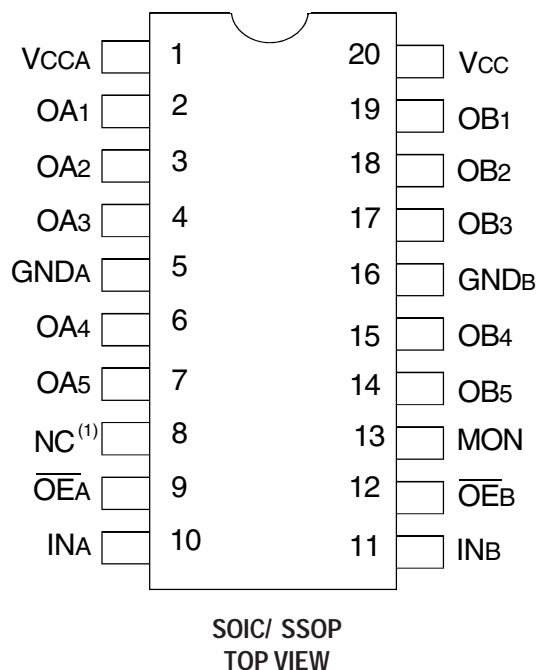 VCCA 1 20 VCC
OA1 2 19 OB1
OA2 3 18 OB2
OA3 4 17 OB3
GNDA 5 16 GNDB
OA4 6 15 OB4
OA5 7 14 OB5
NC(1) 8 13 MON
O̅E̅A 9 12 O̅E̅B
INA 10 11 INB
SOIC/ SSOP
TOP VIEW